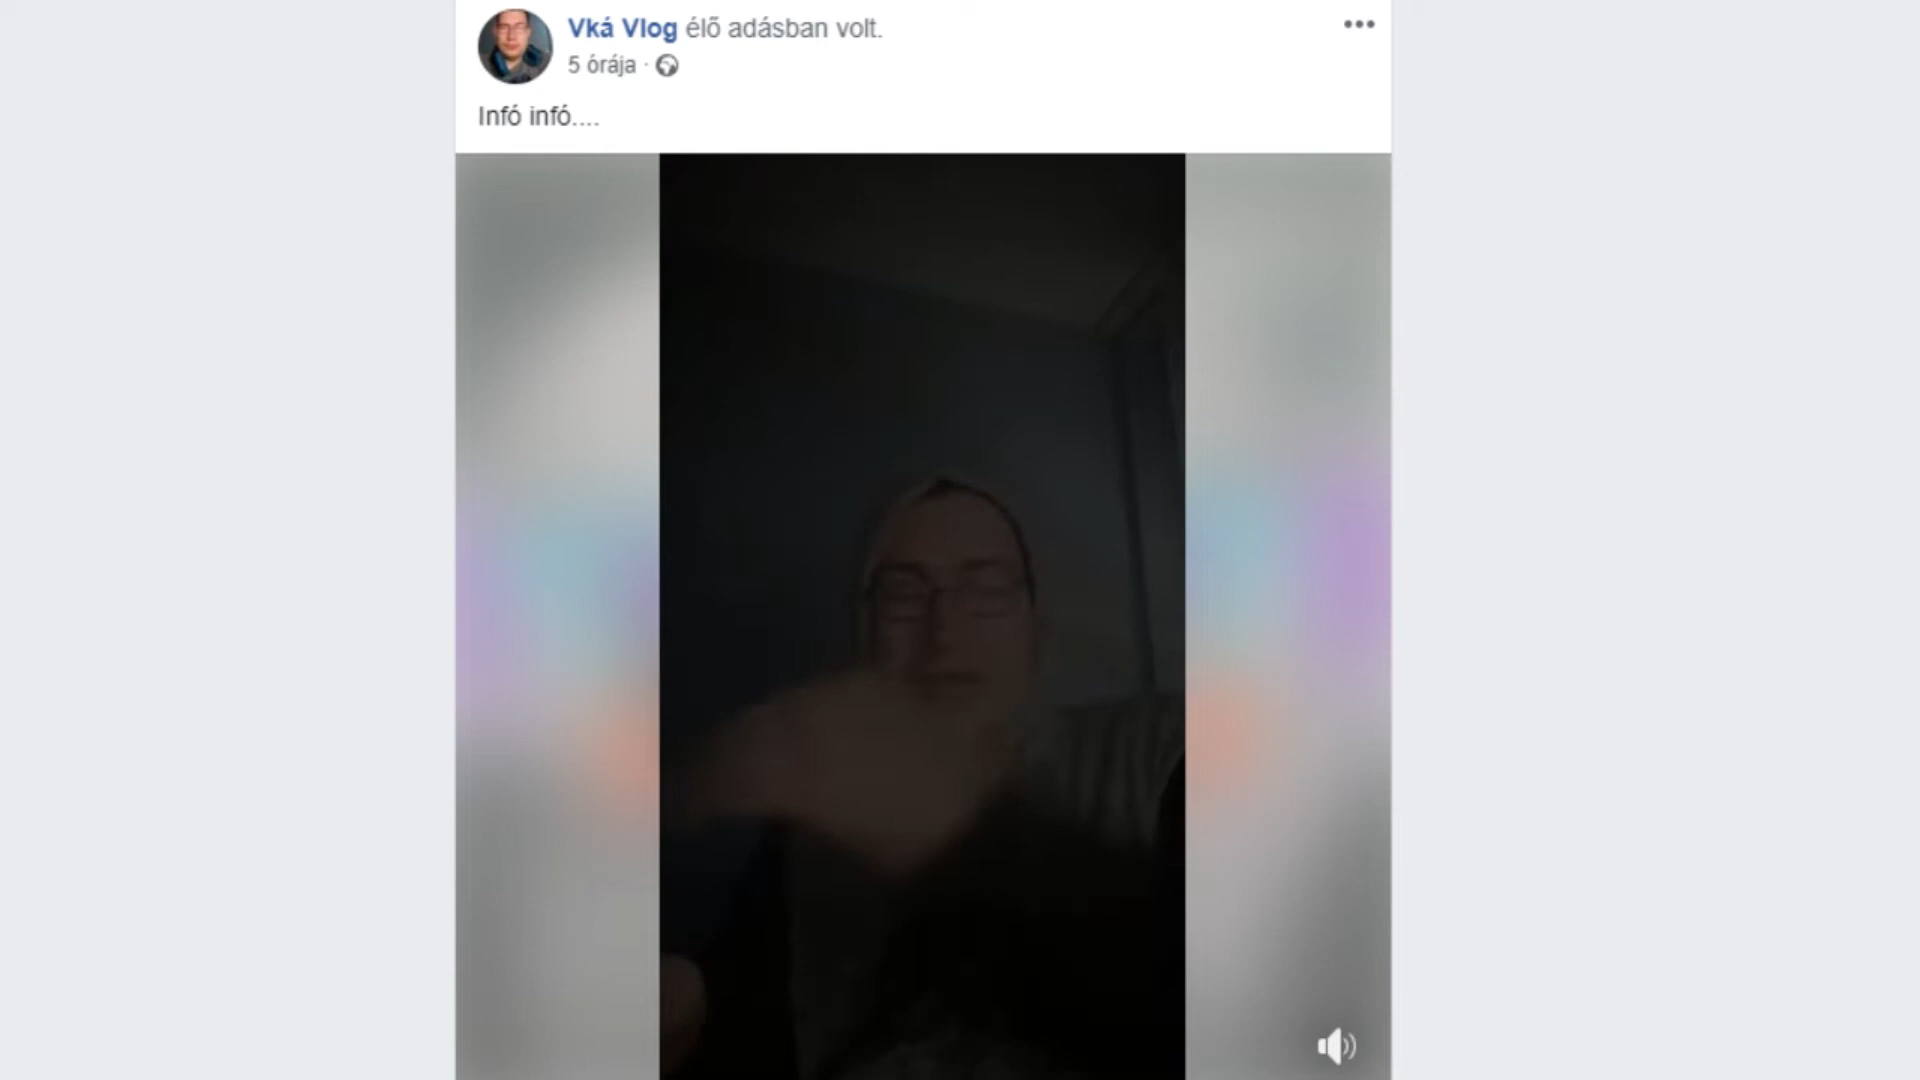 Vká Vlog élő adásban volt.
5 órája ·
Infó infó....